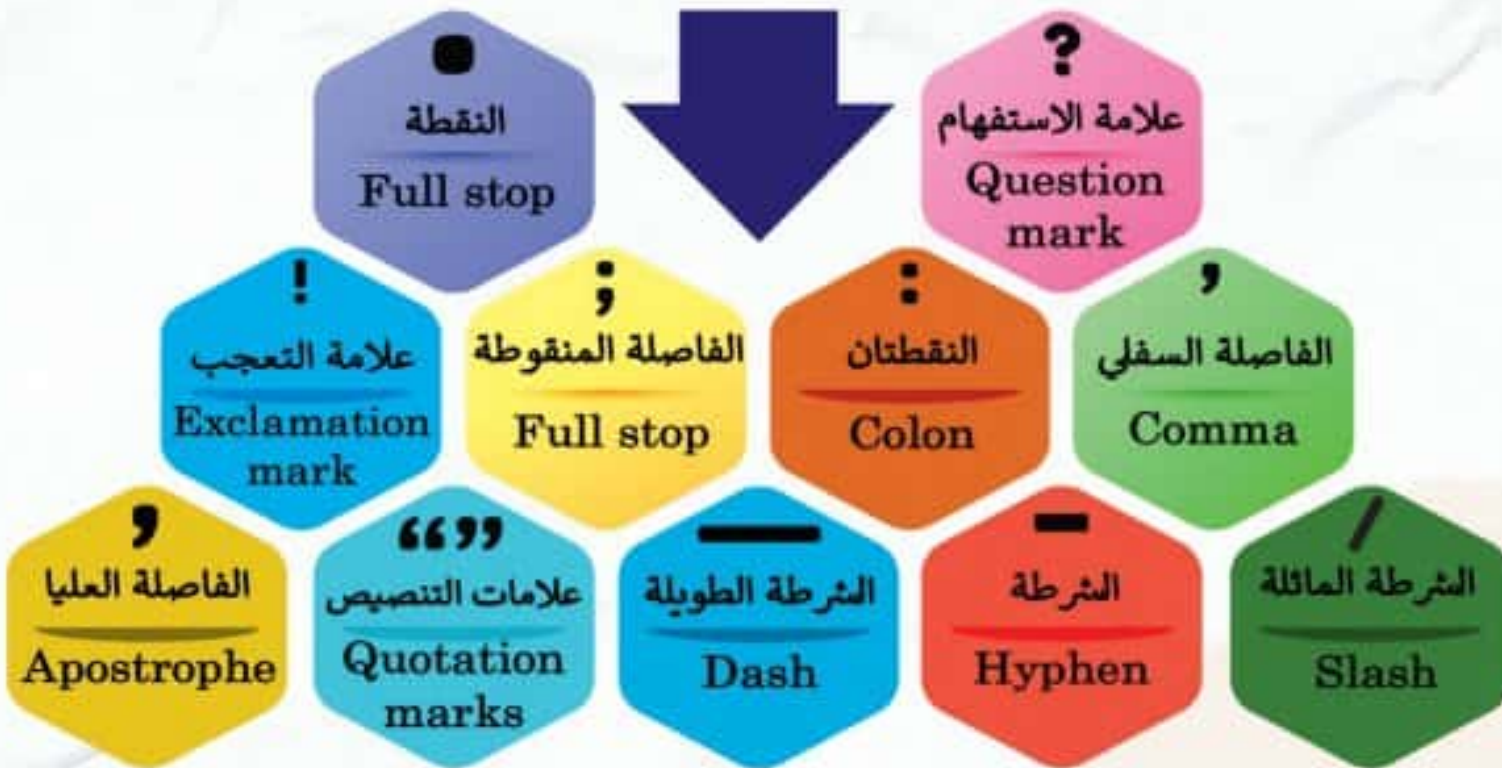 .
النقطة
Full stop
?
علامة الاستفهام
Question
mark
!
علامة التعجب
Exclamation
mark
;
الفاصلة المنقوطة
Full stop
:
النقطتان
Colon
,
الفاصلة السفلي
Comma
’
الفاصلة العليا
Apostrophe
“”
علامات التنصيص
Quotation
marks
—
الشرطة الطويلة
Dash
-
الشرطة
Hyphen
/
الشرطة المائلة
Slash